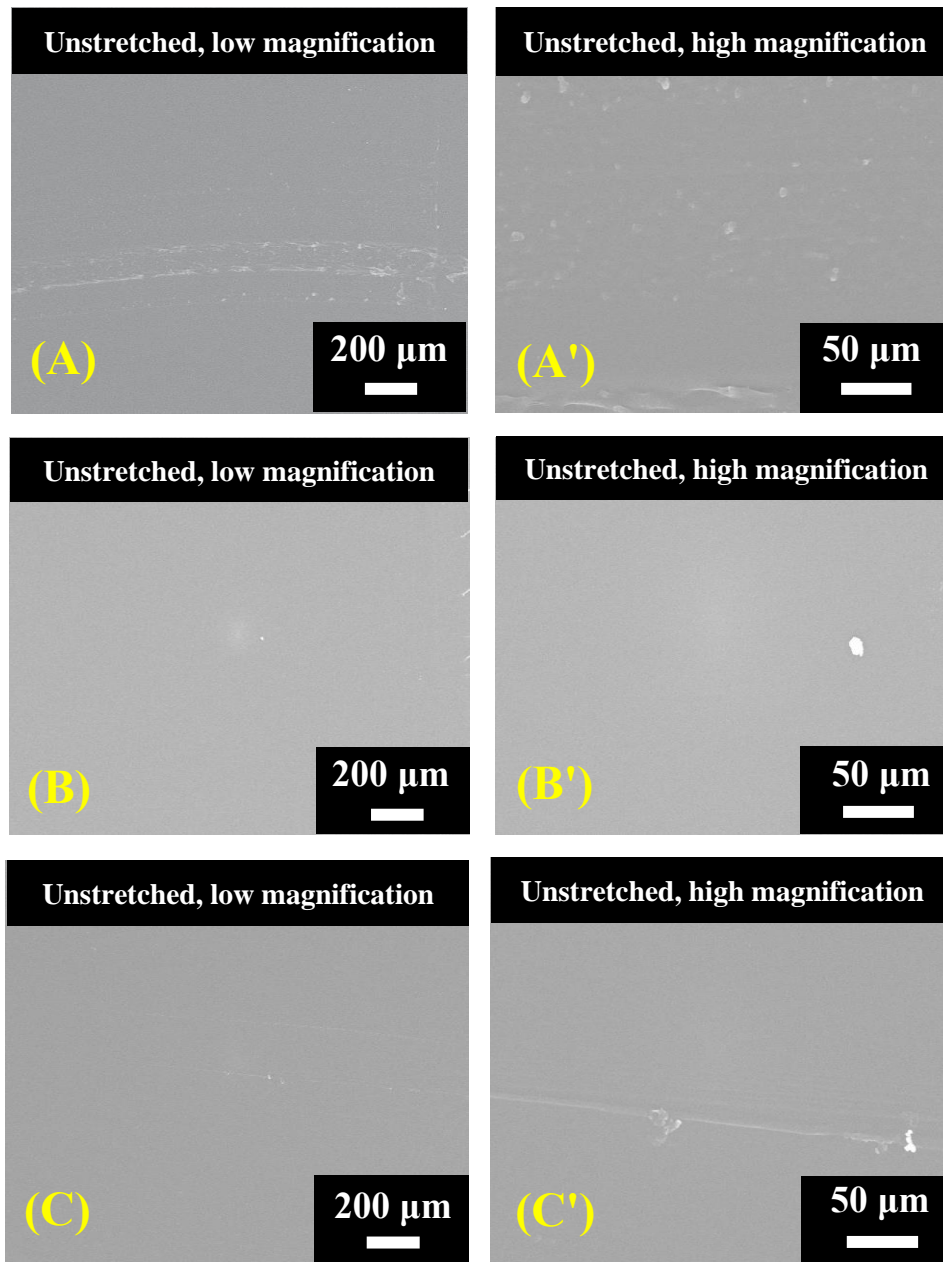 Unstretched, low magnification
Unstretched, high magnification
(A)
200 μm
(A')
50 μm
Unstretched, low magnification
Unstretched, high magnification
(B)
200 μm
(B')
50 μm
Unstretched, low magnification
Unstretched, high magnification
(C)
200 μm
(C')
50 μm